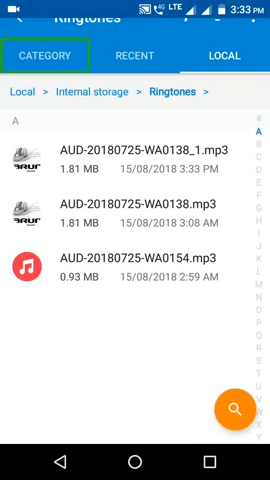 4G LTE 3:33 PM
Ringtones
CATEGORY RECENT LOCAL
Local > Internal storage > Ringtones >
A
AUD-20180725-WA0138_1.mp3
1.81 MB 15/08/2018 3:33 PM
AUD-20180725-WA0138.mp3
1.81 MB 15/08/2018 3:08 AM
AUD-20180725-WA0154.mp3
0.93 MB 15/08/2018 2:59 AM
#
A
B
C
D
E
F
G
H
I
J
K
L
M
N
O
P
Q
R
S
T
U
V
W
X
Y